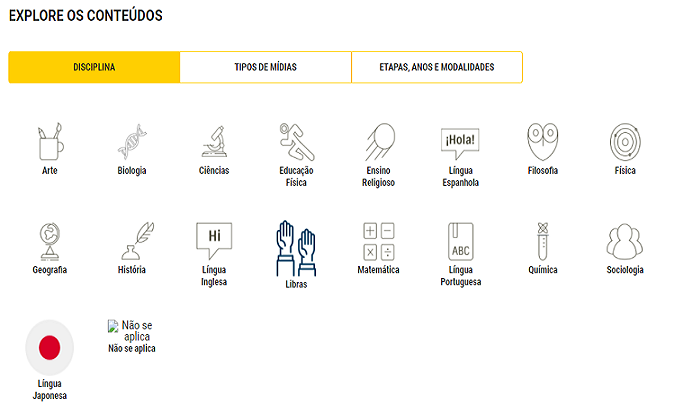 EXPLORE OS CONTEÚDOS
DISCIPLINA
TIPOS DE MÍDIAS
ETAPAS, ANOS E MODALIDADES
¡Hola!
Arte
Biologia
Ciências
Educação
Física
Ensino
Religioso
Língua
Espanhola
Filosofia
Física
Hi
ABC
Geografia
História
Língua
Inglesa
Libras
Matemática
Língua
Portuguesa
Química
Sociologia
Não se
aplica
Não se aplica
Língua
Japonesa